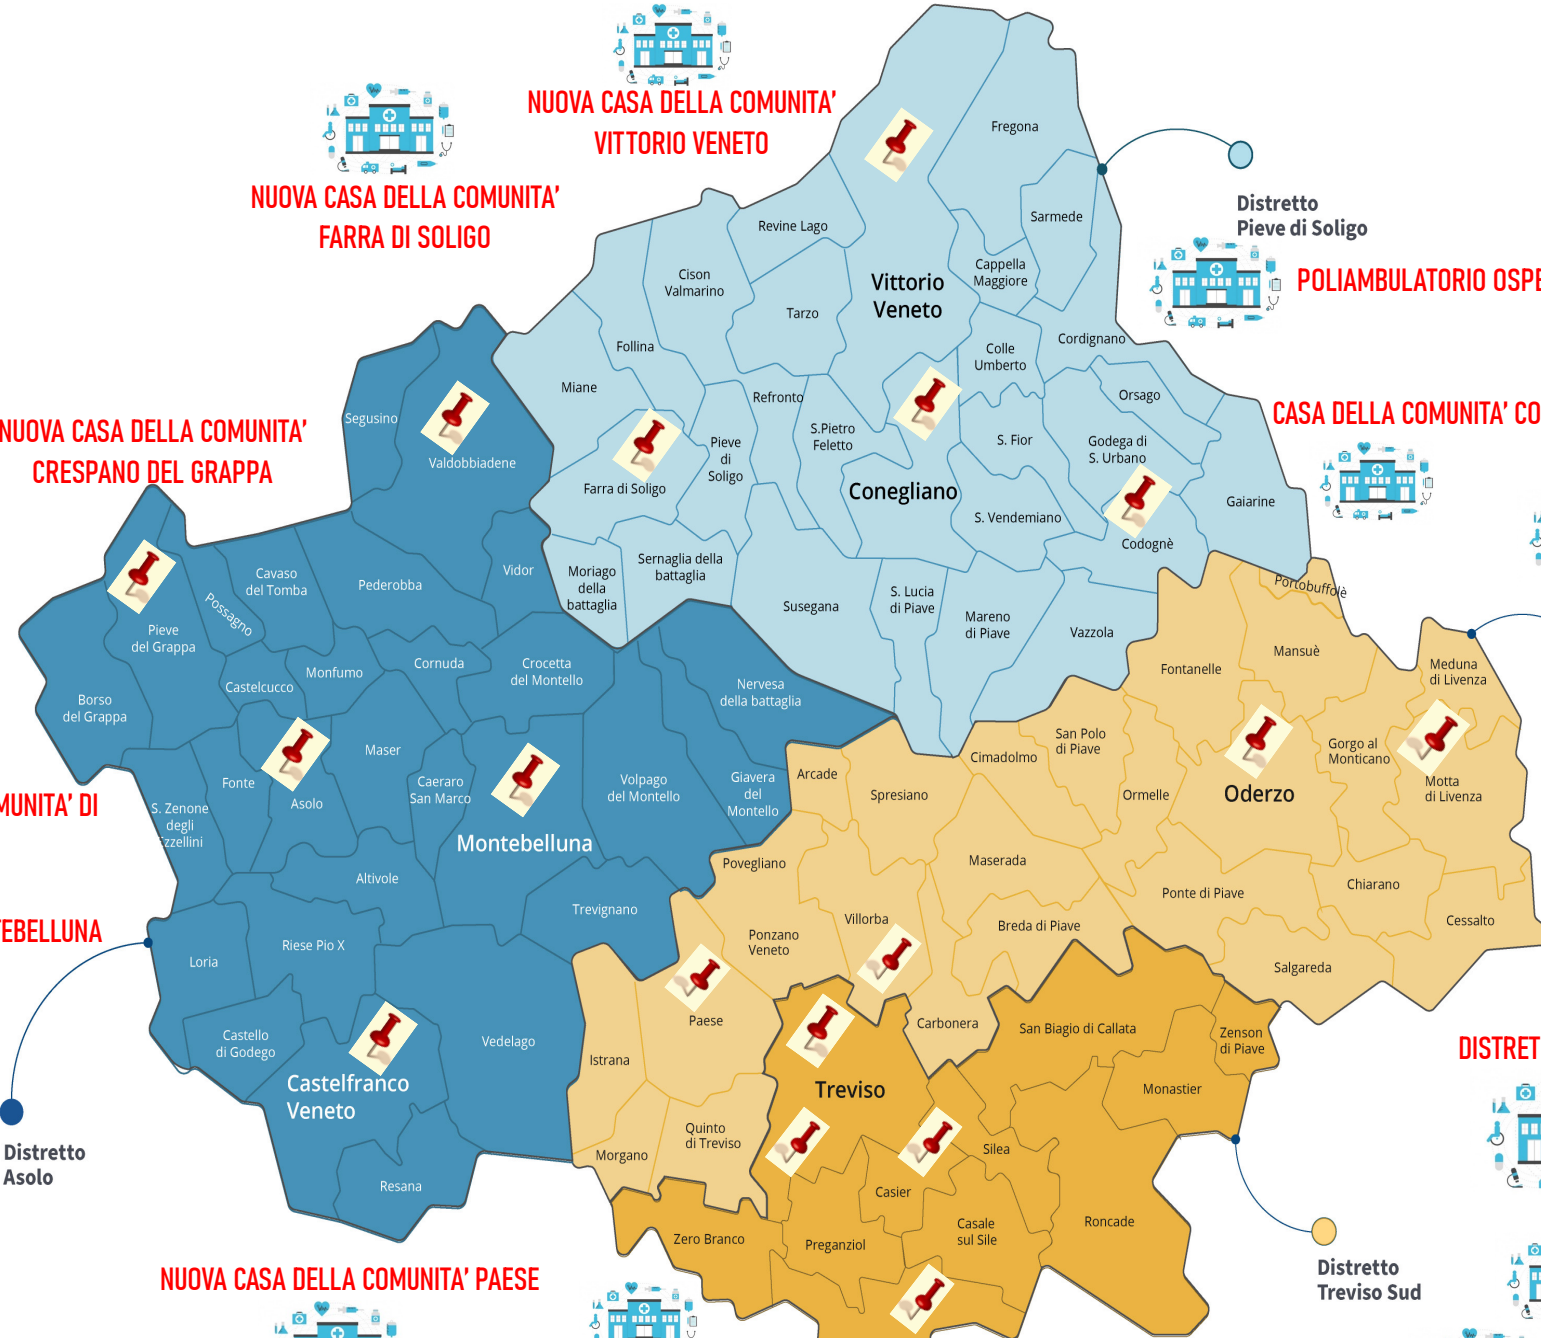 NUOVA CASA DELLA COMUNITA'
VITTORIO VENETO
NUOVA CASA DELLA COMUNITA'
FARRA DI SOLIGO
Distretto
Pieve di Soligo
POLIAMBULATORIO
CASA DELLA COMUNITA'
NUOVA CASA DELLA COMUNITA'
CRESPANO DEL GRAPPA
Fregona
Sarmede
Revine Lago
Cison
Valmarino
Vittorio
Veneto
Cappella
Maggiore
Tarzo
Follina
Colle
Umberto
Cordignano
Miane
Refronto
Orsago
S.Pietro
Feletto
S. Fior
Godega di
S. Urbano
Pieve
di
Soligo
Farra di Soligo
Conegliano
S. Vendemiano
Gaiarine
Codognè
Segusino
Valdobbiadene
Moriago
della
battaglia
Sernaglia della
battaglia
Susegana
S. Lucia
di Piave
Mareno
di Piave
Vazzola
Portobuffolè
Vidor
Pederobba
Cavaso
del Tomba
Possagno
Pieve
del Grappa
Borso
del Grappa
Castelcucco
Monfumo
Cornuda
Crocetta
del Montello
Nervesa
della battaglia
Fontanelle
Mansuè
Meduna
di Livenza
Maser
Fonte
Asolo
Caeraro
San Marco
Volpago
del Montello
Giavera
del
Montello
Arcade
Spresiano
Cimadolmo
San Polo
di Piave
Ormelle
Oderzo
Gorgo al
Monticano
Motta
di Livenza
S. Zenone
degli
zzellini
DI
Montebelluna
Altivole
Trevignano
Povegliano
Maserada
Villorba
Breda di Piave
Ponte di Piave
Chiarano
Cessalto
Salgareda
Ponzano
Veneto
Loria
Riese Pio X
Castello
di Godego
Vedelago
Castelfranco
Veneto
Resana
Distretto
Asolo
Paese
Istrana
Morgano
Quinto
di Treviso
Carbonera
San Biagio di Callata
Zenson
di Piave
Monastier
Treviso
Silea
Casier
Casale
sul Sile
Roncade
Zero Branco
Preganziol
Distretto
Treviso Sud
NUOVA CASA DELLA COMUNITA' PAESE